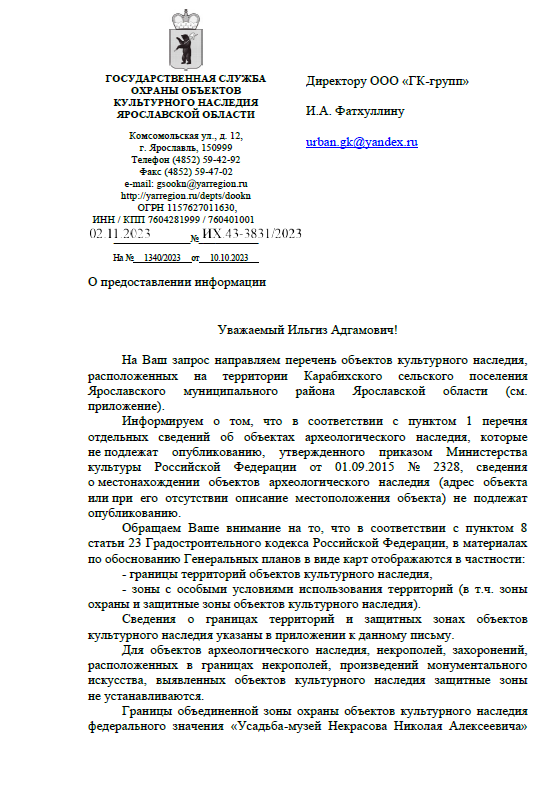 ГОСУДАРСТВЕННАЯ СЛУЖБА
ОХРАНЫ ОБЪЕКТОВ
КУЛЬТУРНОГО НАСЛЕДИЯ
ЯРОСЛАВСКОЙ ОБЛАСТИ
Комсомольская ул., д. 12,
г. Ярославль, 150999
Телефон (4852) 59-42-92
Факс (4852) 59-47-02
e-mail: gsookn@yarregion.ru
http://yarregion.ru/depts/dookn
ОГРН 1157627011630,
ИНН / КПП 7604281999 / 760401001
02.11.2023 № ИХ.43-3831/2023
На № 1340/2023 от 10.10.2023
Директору ООО «ГК-групп»
И.А. Фатхуллину
urban.gk@yandex.ru
О предоставлении информации
Уважаемый Ильгиз Адгамович!
На Ваш запрос направляем перечень объектов культурного наследия,
расположенных на территории Карабихского сельского поселения
Ярославского муниципального района Ярославской области (см.
приложение).
Информируем о том, что в соответствии с пунктом 1 перечня
отдельных сведений об объектах археологического наследия, которые
не подлежат опубликованию, утвержденного приказом Министерства
культуры Российской Федерации от 01.09.2015 № 2328, сведения
о местонахождении объектов археологического наследия (адрес объекта
или при его отсутствии описание местоположения объекта) не подлежат
опубликованию.
Обращаем Ваше внимание на то, что в соответствии с пунктом 8
статьи 23 Градостроительного кодекса Российской Федерации, в материалах
по обоснованию Генеральных планов в виде карт отображаются в частности:
- границы территорий объектов культурного наследия,
- зоны с особыми условиями использования территорий (в т.ч. зоны
охраны и защитные зоны объектов культурного наследия).
Сведения о границах территорий и защитных зонах объектов
культурного наследия указаны в приложении к данному письму.
Для объектов археологического наследия, некрополей, захоронений,
расположенных в границах некрополей, произведений монументального
искусства, выявленных объектов культурного наследия защитные зоны
не устанавливаются.
Границы объединенной зоны охраны объектов культурного наследия
федерального значения «Усадьба-музей Некрасова Николая Алексеевича»